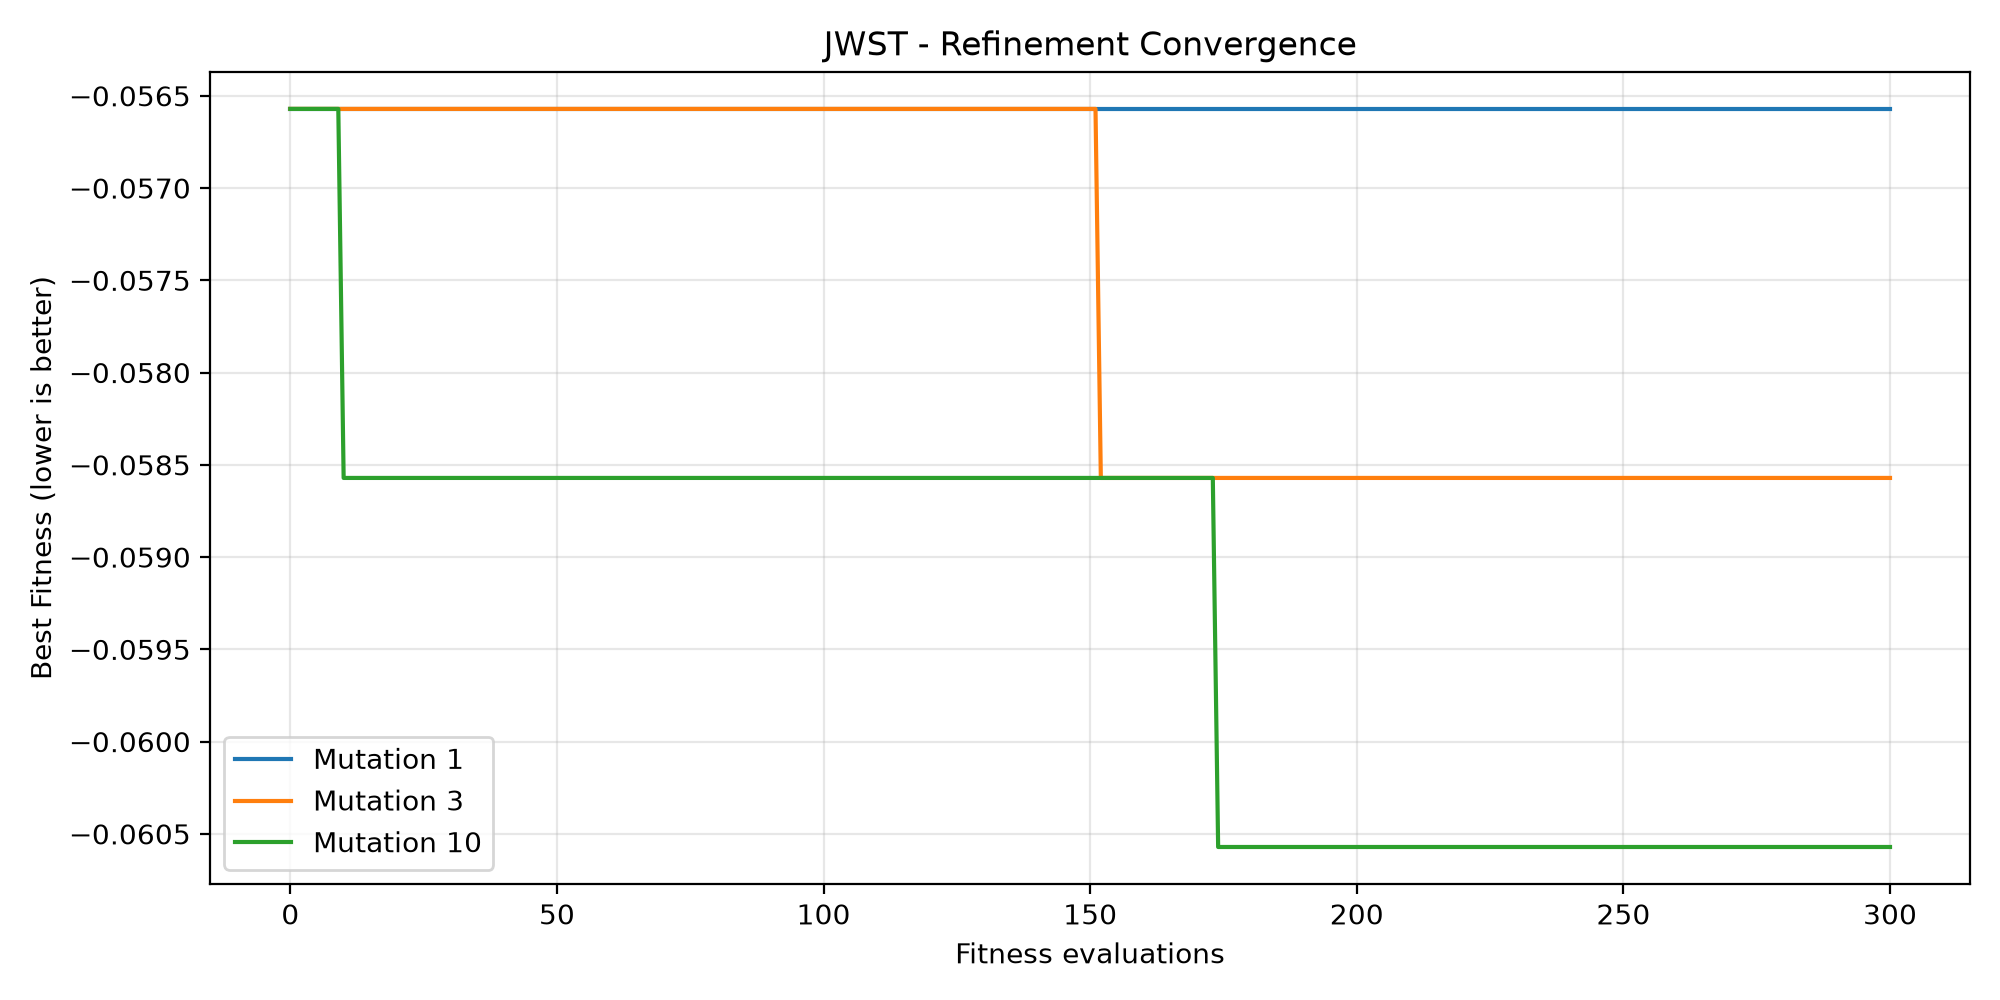 JWST - Refinement Convergence
Best Fitness (lower is better)
−0.0565
−0.0570
−0.0575
−0.0580
−0.0585
−0.0590
−0.0595
−0.0600
−0.0605
Mutation 1
Mutation 3
Mutation 10
0 50 100 150 200 250 300
Fitness evaluations